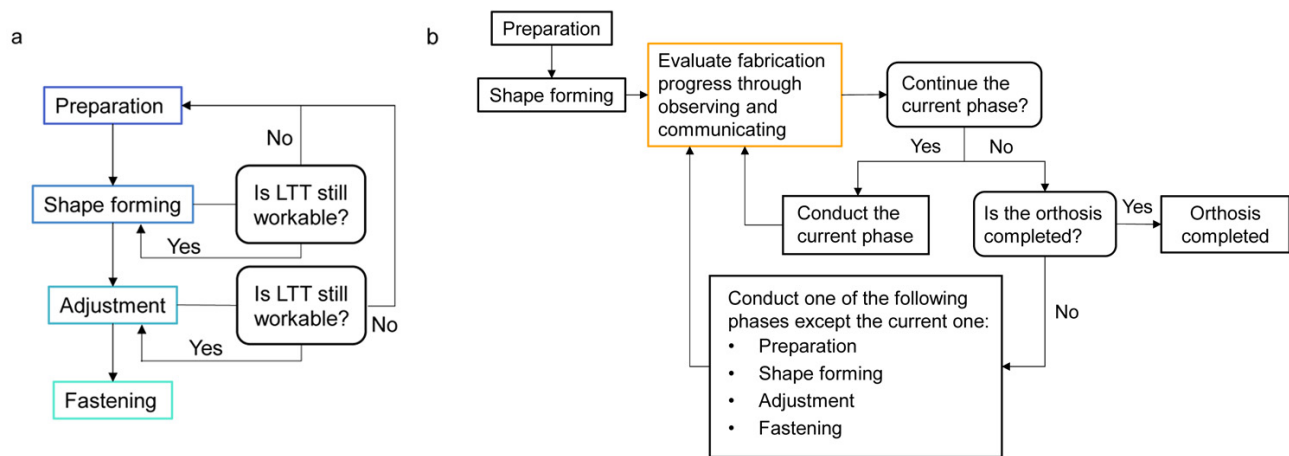 a
Preparation
No
Is LTT still
workable?
Shape forming
Yes
Is LTT still
workable?
Adjustment
No
Yes
Fastening
b
Preparation
Shape forming
Evaluate fabrication
progress through
observing and
communicating
Continue the
current phase?
Yes
No
Conduct the
current phase
Is the orthosis
completed?
Yes
Orthosis
completed
No
Conduct one of the following
phases except the current one:
• Preparation
• Shape forming
• Adjustment
• Fastening